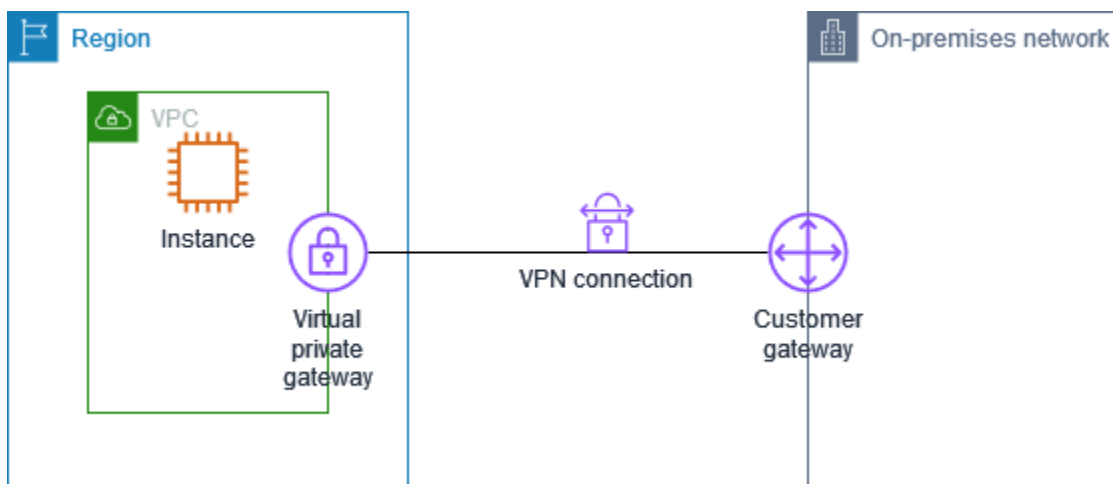 Region
On-premises network
VPC
Instance
VPN connection
Virtual
private
gateway
Customer
gateway